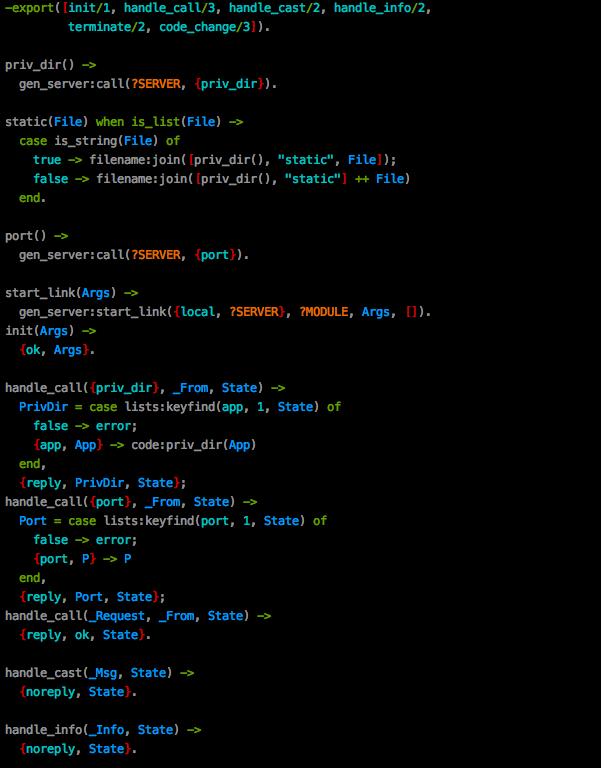 -export([init/1, handle_call/3, handle_cast/2, handle_info/2,
         terminate/2, code_change/3]).

priv_dir() ->
  gen_server:call(?SERVER, {priv_dir}).

static(File) when is_list(File) ->
  case is_string(File) of
    true -> filename:join([priv_dir(), "static", File]);
    false -> filename:join([priv_dir(), "static"] ++ File)
  end.

port() ->
  gen_server:call(?SERVER, {port}).

start_link(Args) ->
  gen_server:start_link({local, ?SERVER}, ?MODULE, Args, []).
init(Args) ->
  {ok, Args}.

handle_call({priv_dir}, _From, State) ->
  PrivDir = case lists:keyfind(app, 1, State) of
    false -> error;
    {app, App} -> code:priv_dir(App)
  end,
  {reply, PrivDir, State};
handle_call({port}, _From, State) ->
  Port = case lists:keyfind(port, 1, State) of
    false -> error;
    {port, P} -> P
  end,
  {reply, Port, State};
handle_call(_Request, _From, State) ->
  {reply, ok, State}.

handle_cast(_Msg, State) ->
  {noreply, State}.

handle_info(_Info, State) ->
  {noreply, State}.